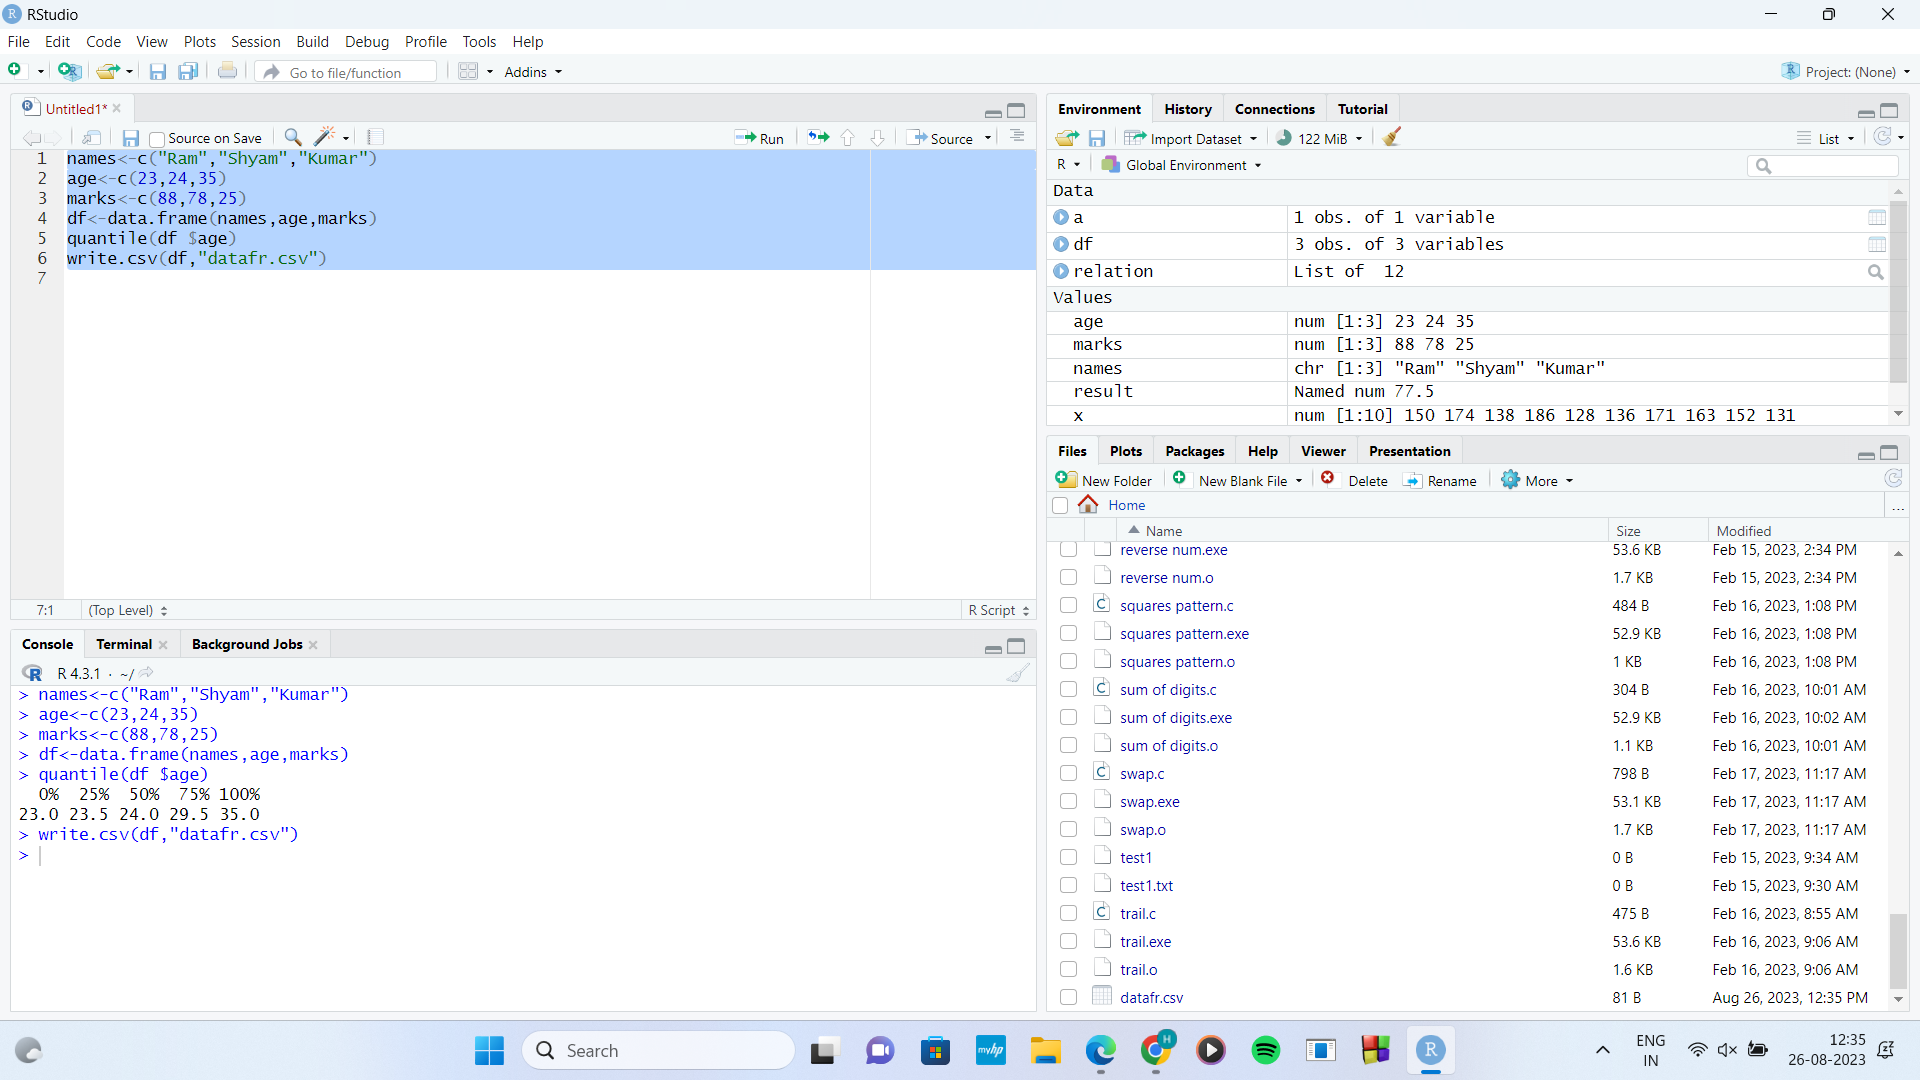 RStudio
File Edit Code View Plots Session Build Debug Profile Tools Help
Go to file/function Addins Project: (None)
Untitled1*
Source on Save Run Source
1 names<-c("Ram","Shyam","Kumar")
2 age<-c(23,24,35)
3 marks<-c(88,78,25)
4 df<-data.frame(names,age,marks)
5 quantile(df $age)
6 write.csv(df,"datafr.csv")
7
7:1 (Top Level) R Script
Console Terminal Background Jobs
R 4.3.1 · ~/
> names<-c("Ram","Shyam","Kumar")
> age<-c(23,24,35)
> marks<-c(88,78,25)
> df<-data.frame(names,age,marks)
> quantile(df $age)
0% 25% 50% 75% 100%
23.0 23.5 24.0 29.5 35.0
> write.csv(df,"datafr.csv")
>
Environment History Connections Tutorial
Import Dataset 122 MiB List
R Global Environment
Data
a 1 obs. of 1 variable
df 3 obs. of 3 variables
relation List of 12
Values
age num [1:3] 23 24 35
marks num [1:3] 88 78 25
names chr [1:3] "Ram" "Shyam" "Kumar"
result Named num 77.5
x num [1:10] 150 174 138 186 128 136 171 163 152 131
Files Plots Packages Help Viewer Presentation
New Folder New Blank File Delete Rename More
Home ...
Name Size Modified
reverse num.exe 53.6 KB Feb 15, 2023, 2:34 PM
reverse num.o 1.7 KB Feb 15, 2023, 2:34 PM
squares pattern.c 484 B Feb 16, 2023, 1:08 PM
squares pattern.exe 52.9 KB Feb 16, 2023, 1:08 PM
squares pattern.o 1 KB Feb 16, 2023, 1:08 PM
sum of digits.c 304 B Feb 16, 2023, 10:01 AM
sum of digits.exe 52.9 KB Feb 16, 2023, 10:02 AM
sum of digits.o 1.1 KB Feb 16, 2023, 10:01 AM
swap.c 798 B Feb 17, 2023, 11:17 AM
swap.exe 53.1 KB Feb 17, 2023, 11:17 AM
swap.o 1.7 KB Feb 17, 2023, 11:17 AM
test1 0 B Feb 15, 2023, 9:34 AM
test1.txt 0 B Feb 15, 2023, 9:30 AM
trail.c 475 B Feb 16, 2023, 8:55 AM
trail.exe 53.6 KB Feb 16, 2023, 9:06 AM
trail.o 1.6 KB Feb 16, 2023, 9:06 AM
datafr.csv 81 B Aug 26, 2023, 12:35 PM
Search myhp H R
ENG 12:35
IN 26-08-2023